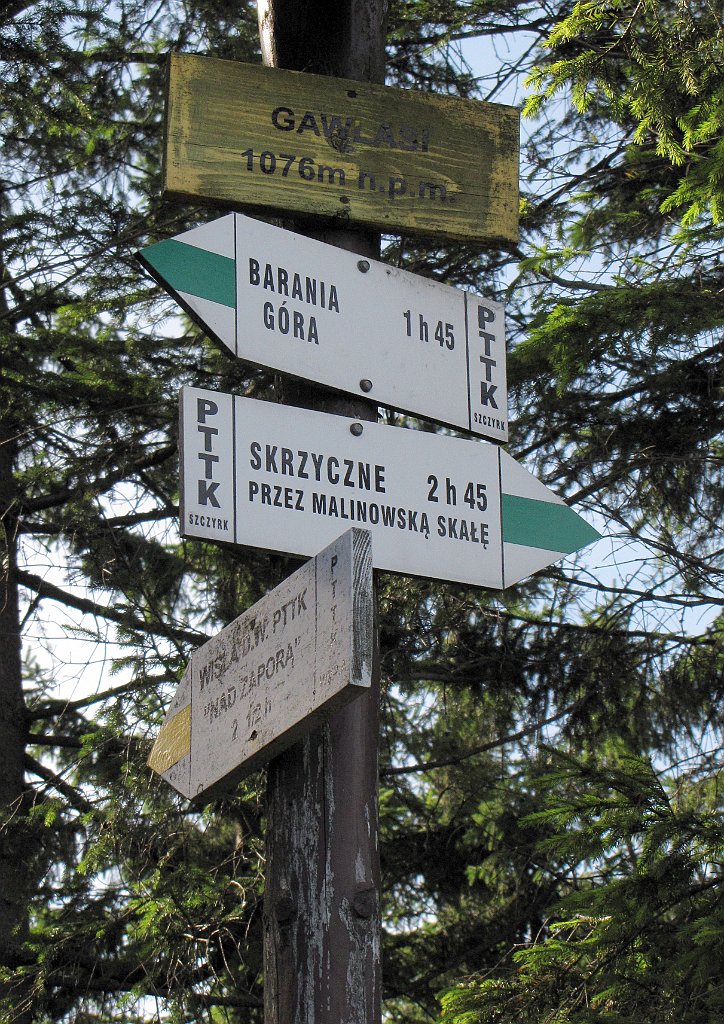 GAWLASI
1076m n.p.m.
BARANIA
GÓRA
1 h 45
PTTK
SZCZYRK
PTTK
SZCZYRK
SKRZYCZNE
PRZEZ MALINOWSKĄ SKAŁĘ
2 h 45
WISŁA D.W. PTTK
"NAD ZAPORĄ"
PTTK